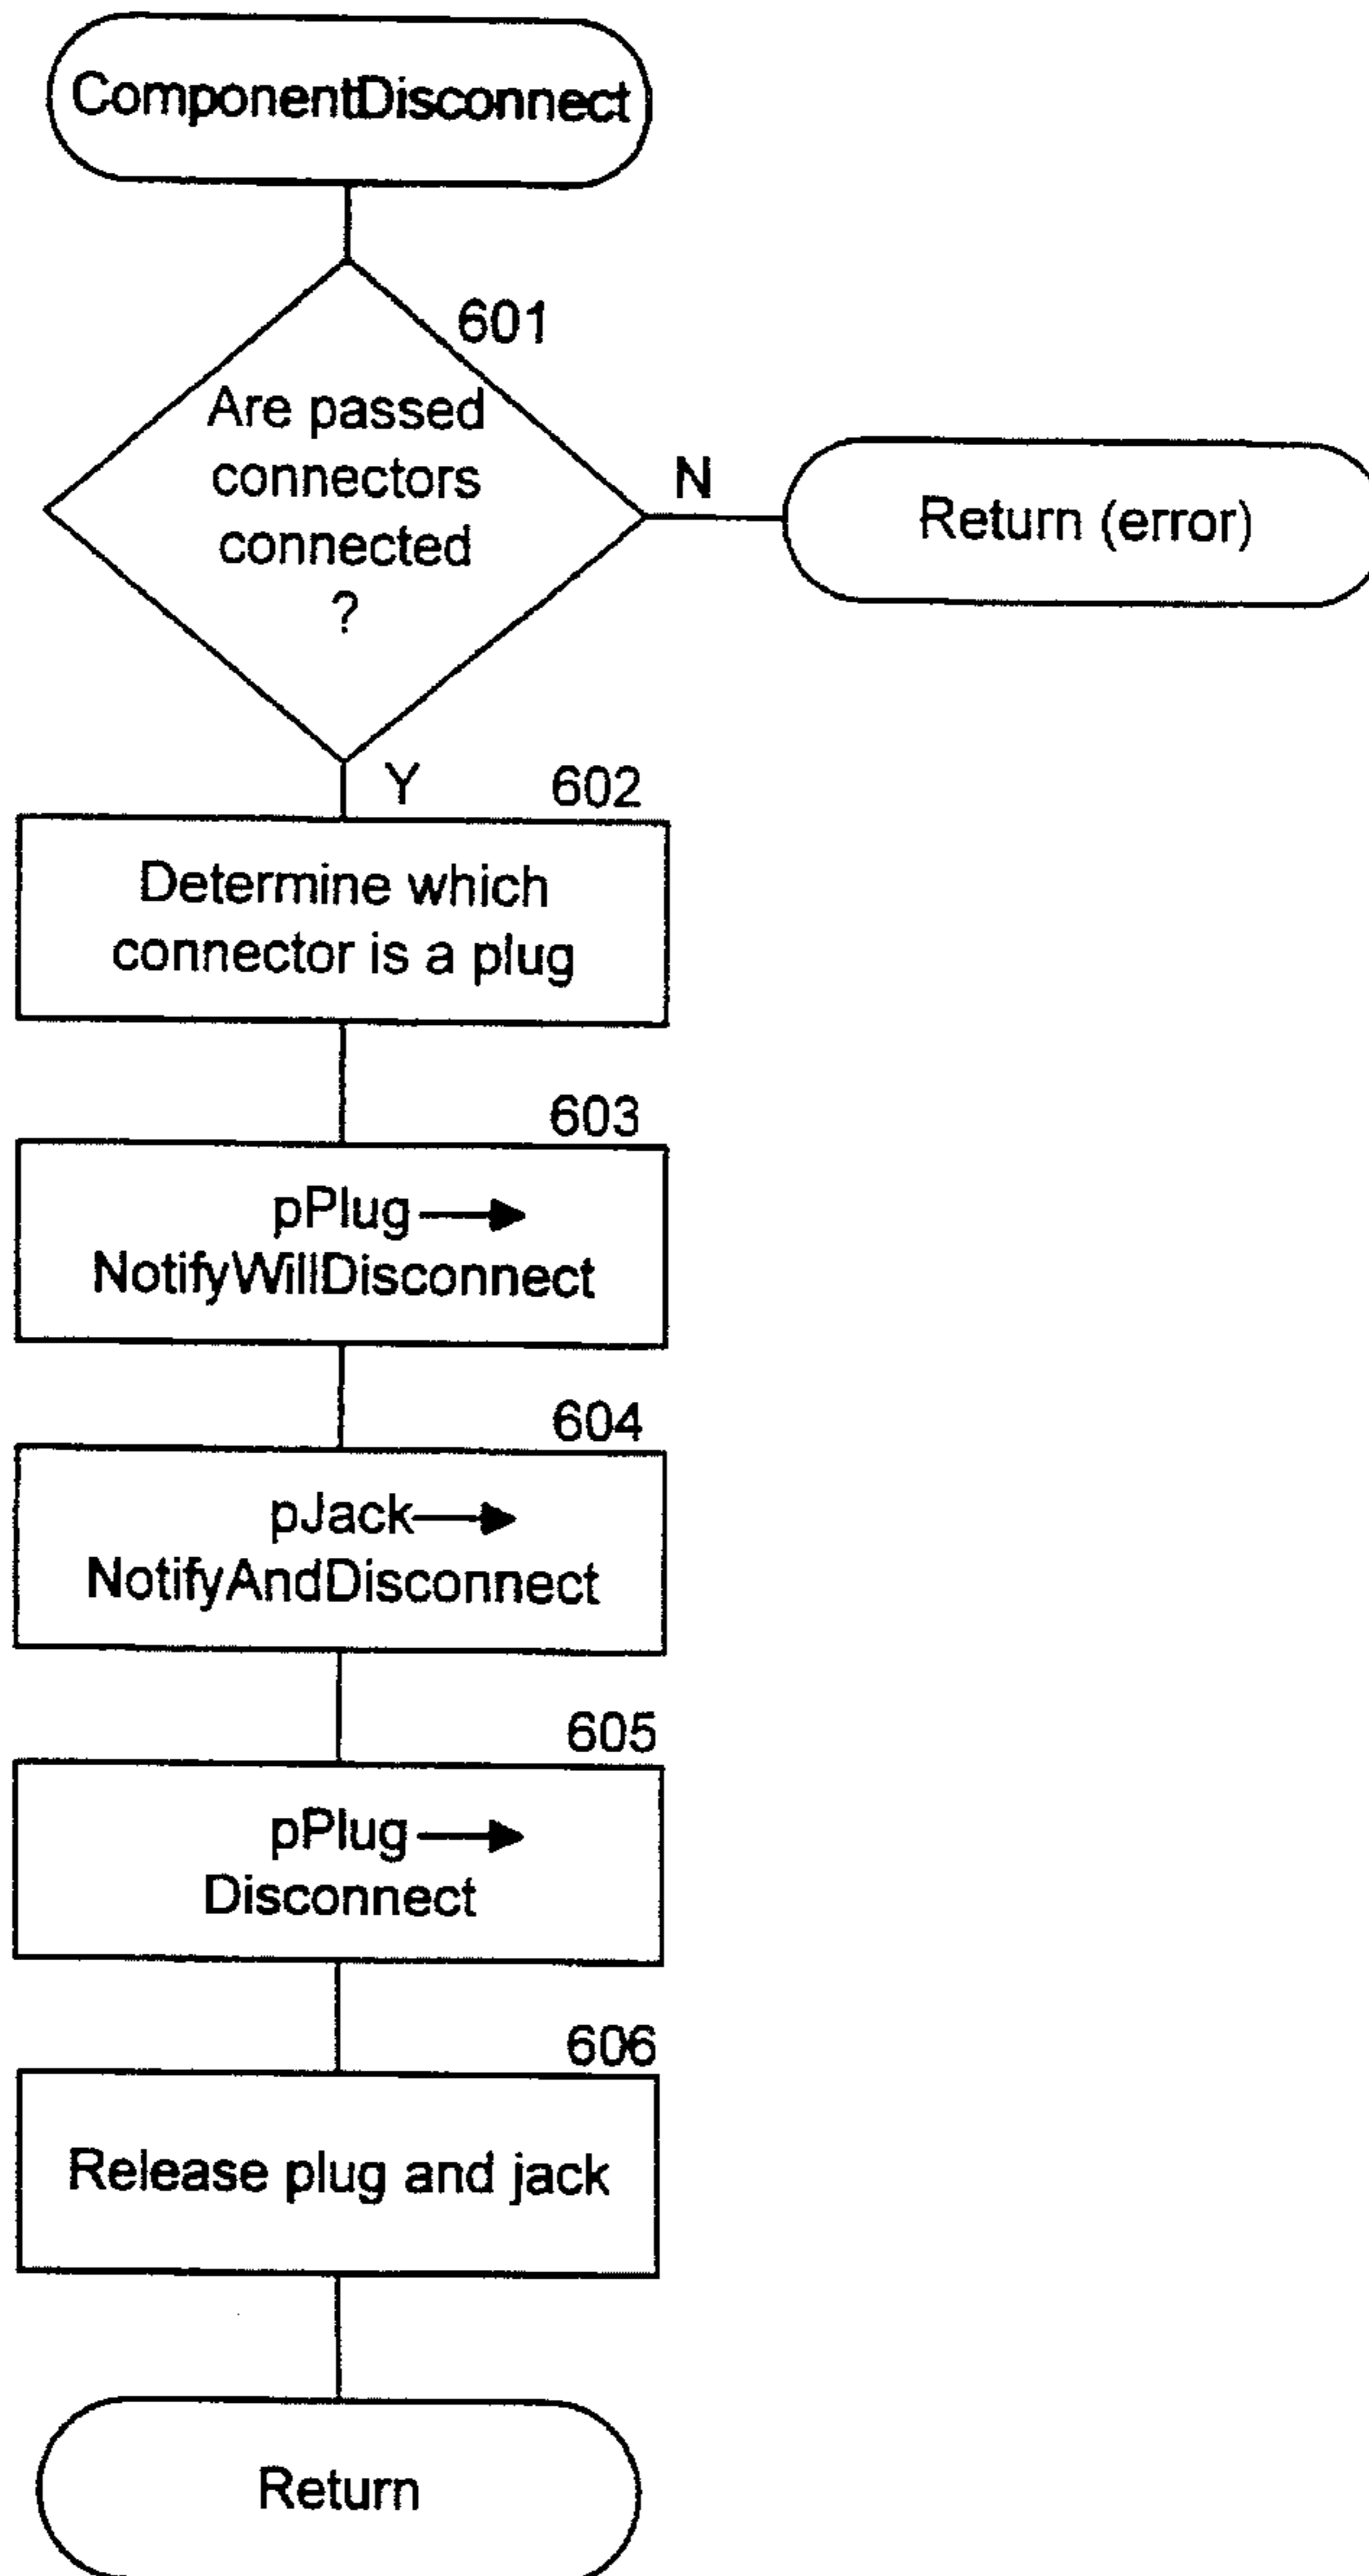 ComponentDisconnect
601
Are passed
connectors
connected
?
N
Return (error)
Y
602
Determine which
connector is a plug
603
pPlug →
NotifyWillDisconnect
604
pJack →
NotifyAndDisconnect
605
pPlug →
Disconnect
606
Release plug and jack
Return